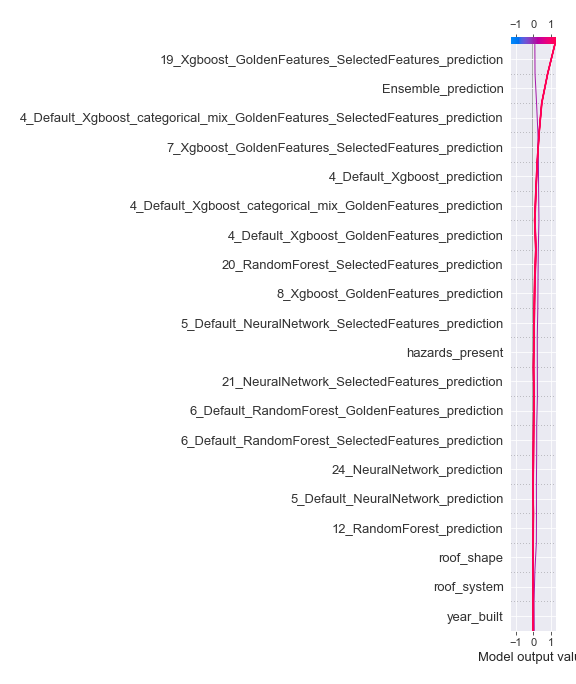 −1 0 1
19_Xgboost_GoldenFeatures_SelectedFeatures_prediction
Ensemble_prediction
4_Default_Xgboost_categorical_mix_GoldenFeatures_SelectedFeatures_prediction
7_Xgboost_GoldenFeatures_SelectedFeatures_prediction
4_Default_Xgboost_prediction
4_Default_Xgboost_categorical_mix_GoldenFeatures_prediction
4_Default_Xgboost_GoldenFeatures_prediction
20_RandomForest_SelectedFeatures_prediction
8_Xgboost_GoldenFeatures_prediction
5_Default_NeuralNetwork_SelectedFeatures_prediction
hazards_present
21_NeuralNetwork_SelectedFeatures_prediction
6_Default_RandomForest_GoldenFeatures_prediction
6_Default_RandomForest_SelectedFeatures_prediction
24_NeuralNetwork_prediction
5_Default_NeuralNetwork_prediction
12_RandomForest_prediction
roof_shape
roof_system
year_built
−1 0 1
Model output valu